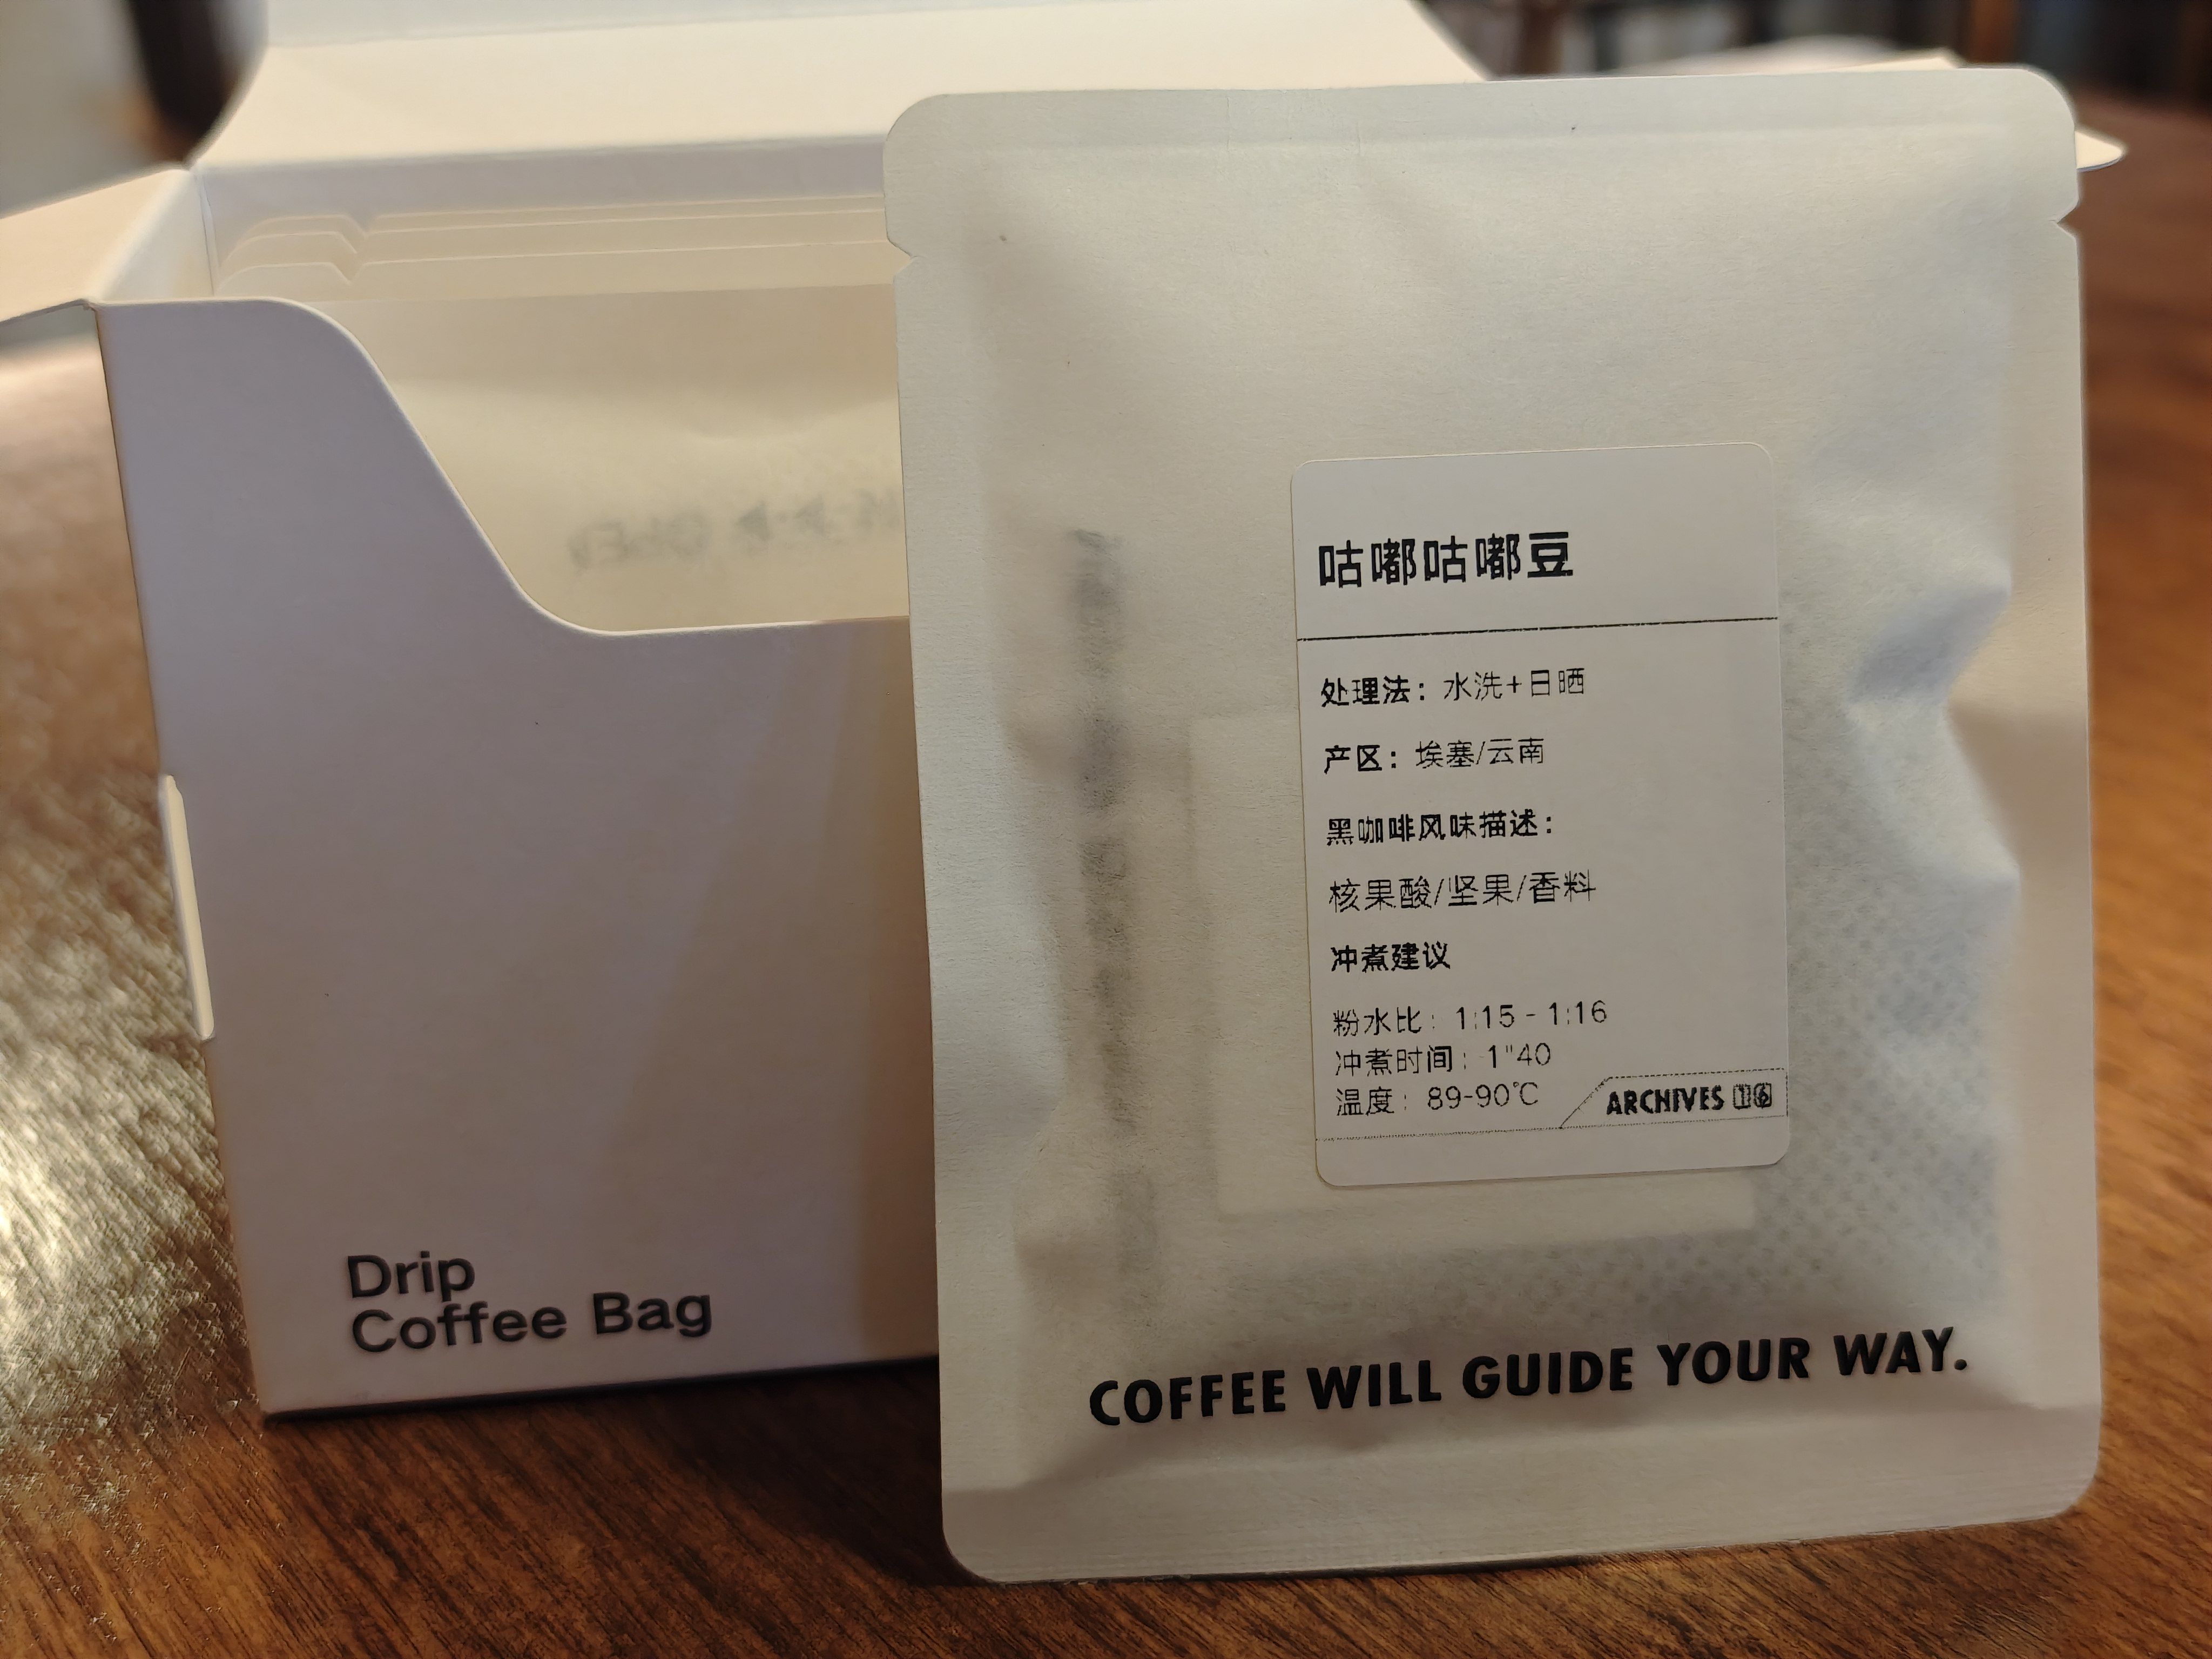 Drip
Coffee Bag
咕嘟咕嘟豆
处理法：水洗+日晒
产区：埃塞/云南
黑咖啡风味描述：
核果酸/坚果/香料
冲煮建议
粉水比：1:15 - 1:16
冲煮时间：1"40
温度：89-90℃
ARCHIVES 16
COFFEE WILL GUIDE YOUR WAY.